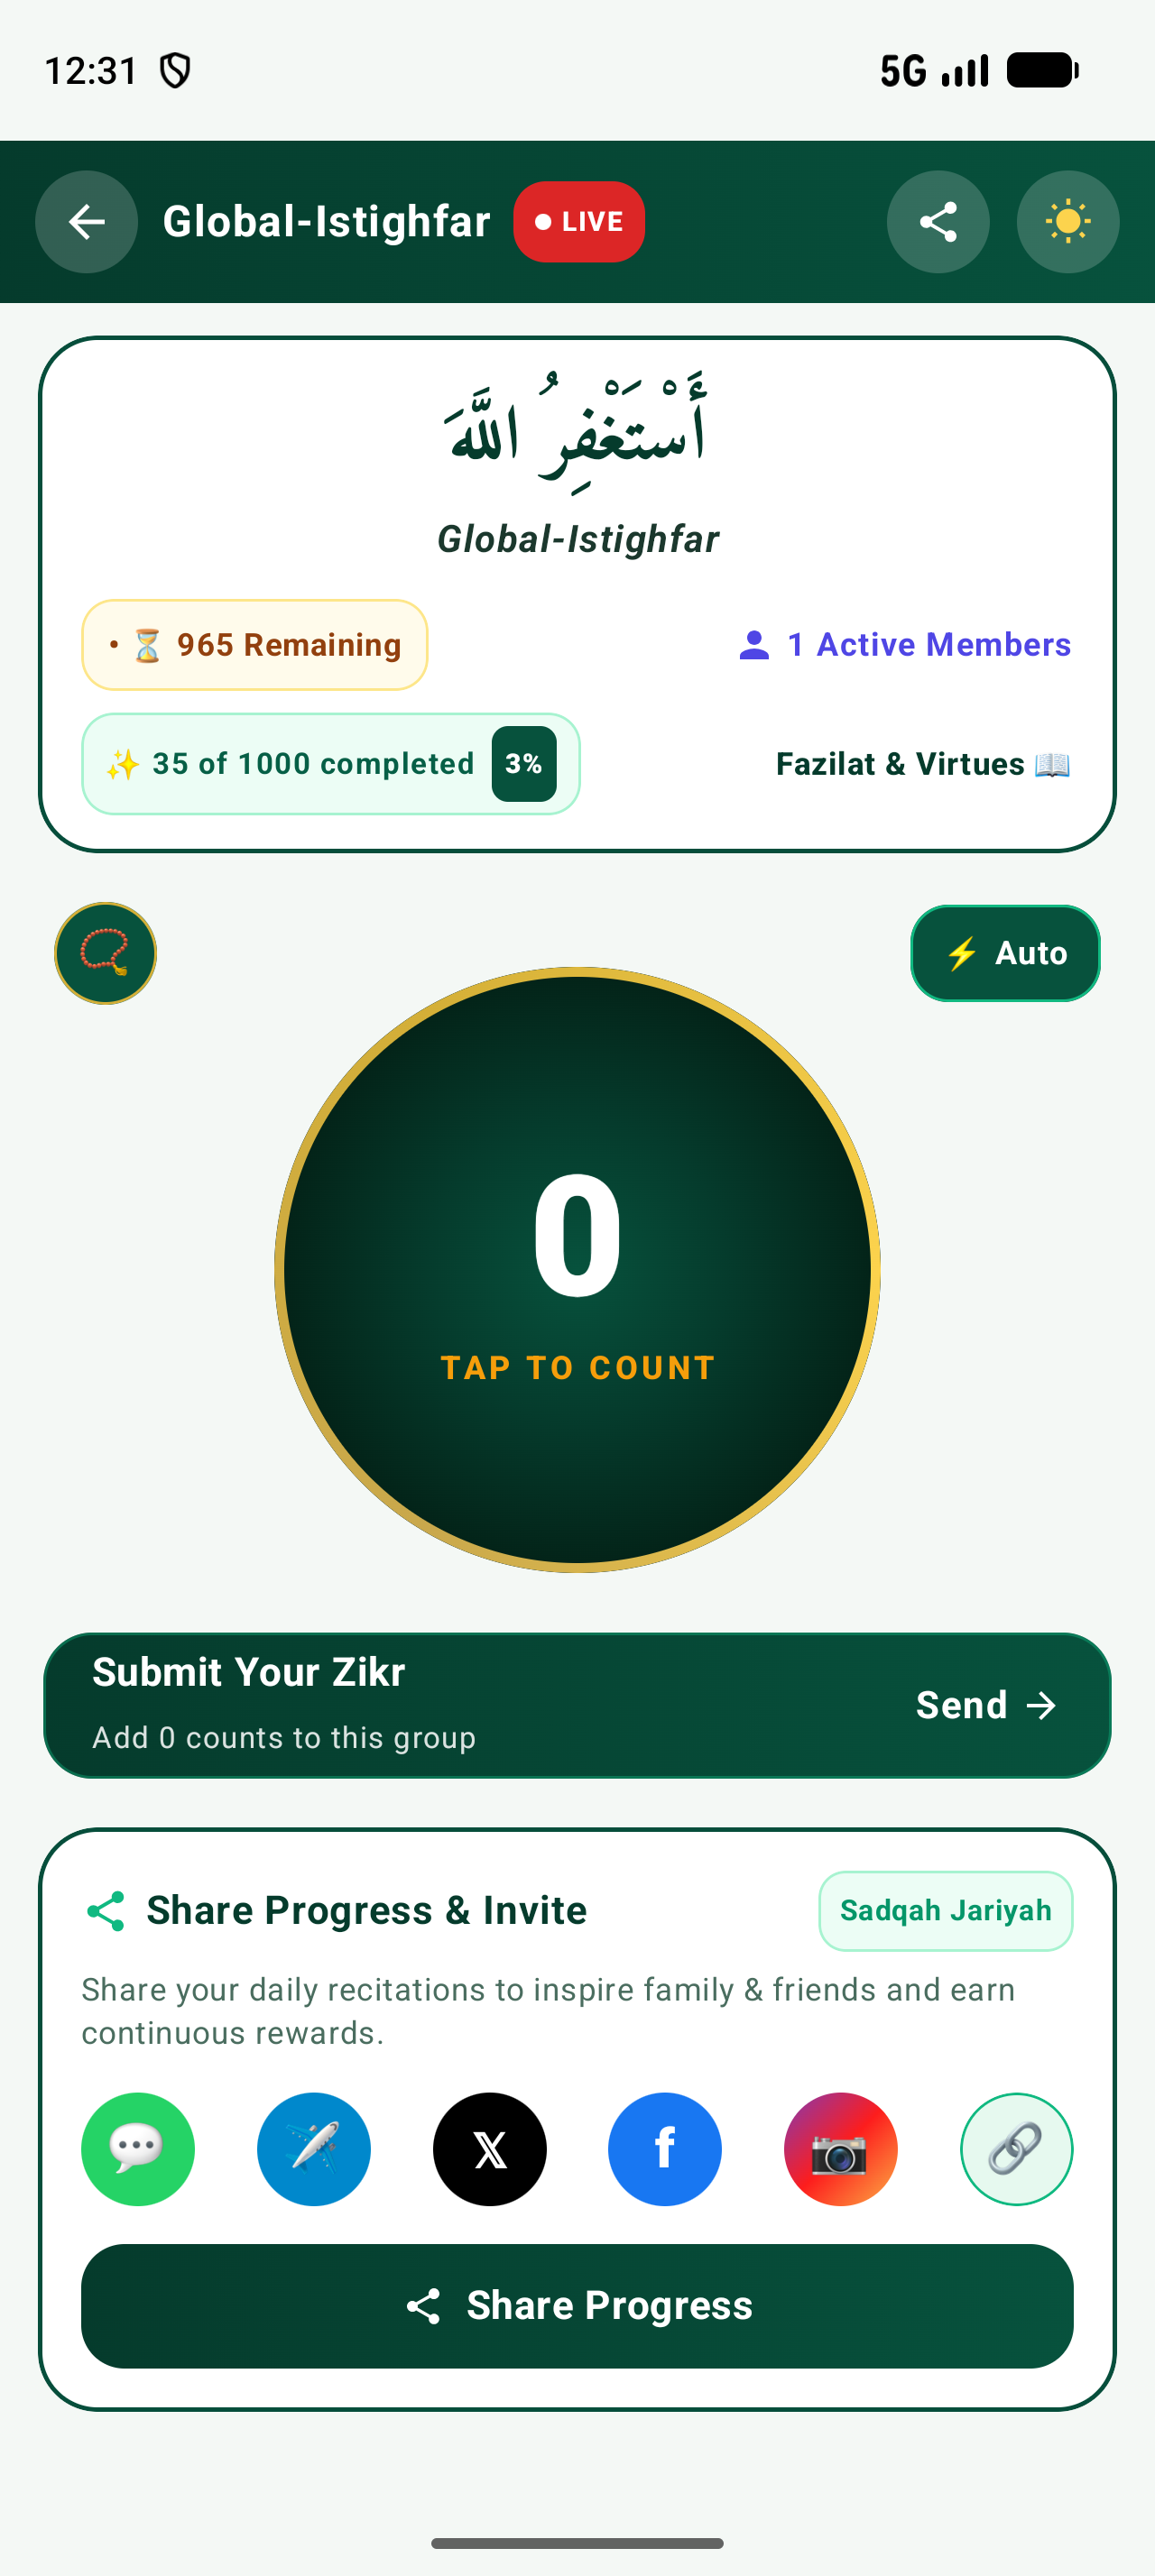 12:31 5G
Global-Istighfar LIVE
أَسْتَغْفِرُ اللَّهَ
Global-Istighfar
• ⏳ 965 Remaining
1 Active Members
✨ 35 of 1000 completed 3%
Fazilat & Virtues 📖
⚡ Auto
0
TAP TO COUNT
Submit Your Zikr
Add 0 counts to this group
Send →
Share Progress & Invite
Sadqah Jariyah
Share your daily recitations to inspire family & friends and earn
continuous rewards.
𝕏 f
Share Progress